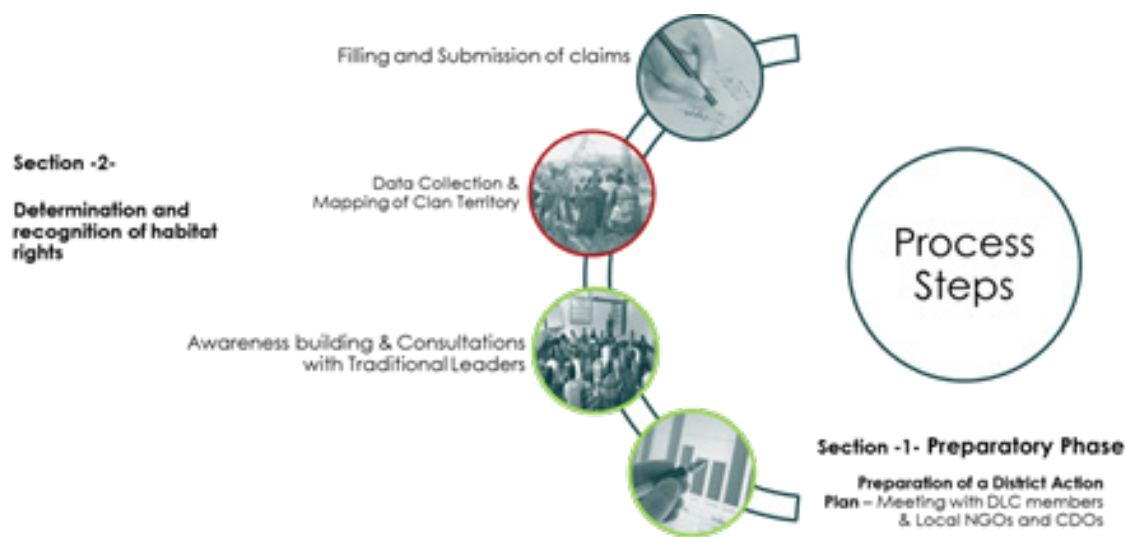 Filling and Submission of claims
Section -2-
Determination and
recognition of habitat
rights
Data Collection &
Mapping of Clan Territory
Process
Steps
Awareness building & Consultations
with Traditional Leaders
Section -1- Preparatory Phase
Preparation of a District Action
Plan – Meeting with DLC members
& Local NGOs and CDOs